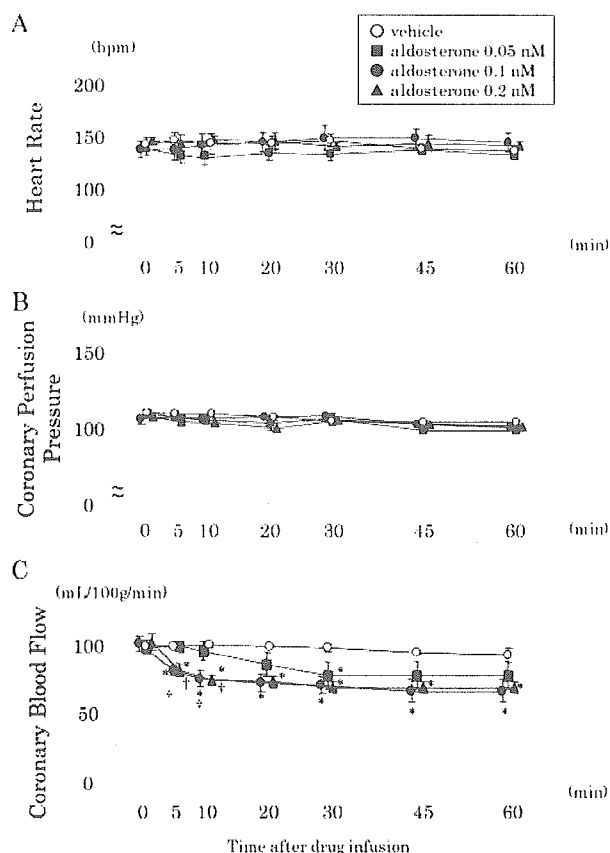 A
(bpm)
vehicle
aldosterone 0.05 nM
aldosterone 0.1 nM
aldosterone 0.2 nM
200
150
100
0
≈
Heart Rate
0 5 10 20 30 45 60
(min)
B
(mmHg)
150
100
0
≈
Coronary Perfusion
Pressure
0 5 10 20 30 45 60
(min)
C
(mL/100g/min)
100
50
0
Coronary Blood Flow
* † * † * † * † * * * * * * * * *
(min)
0 5 10 20 30 45 60
Time after drug infusion